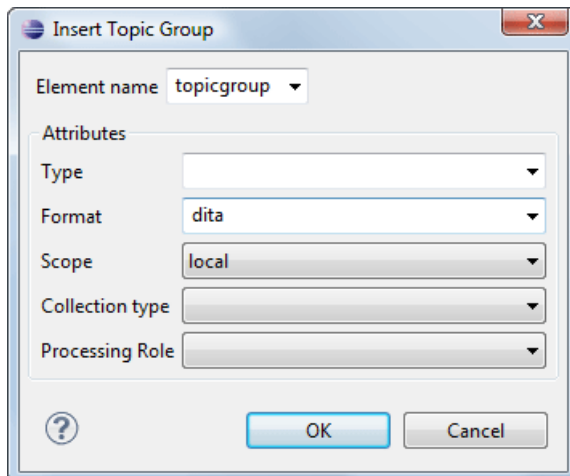 Insert Topic Group
Element name topicgroup
Attributes
Type
Format dita
Scope local
Collection type
Processing Role
? OK Cancel